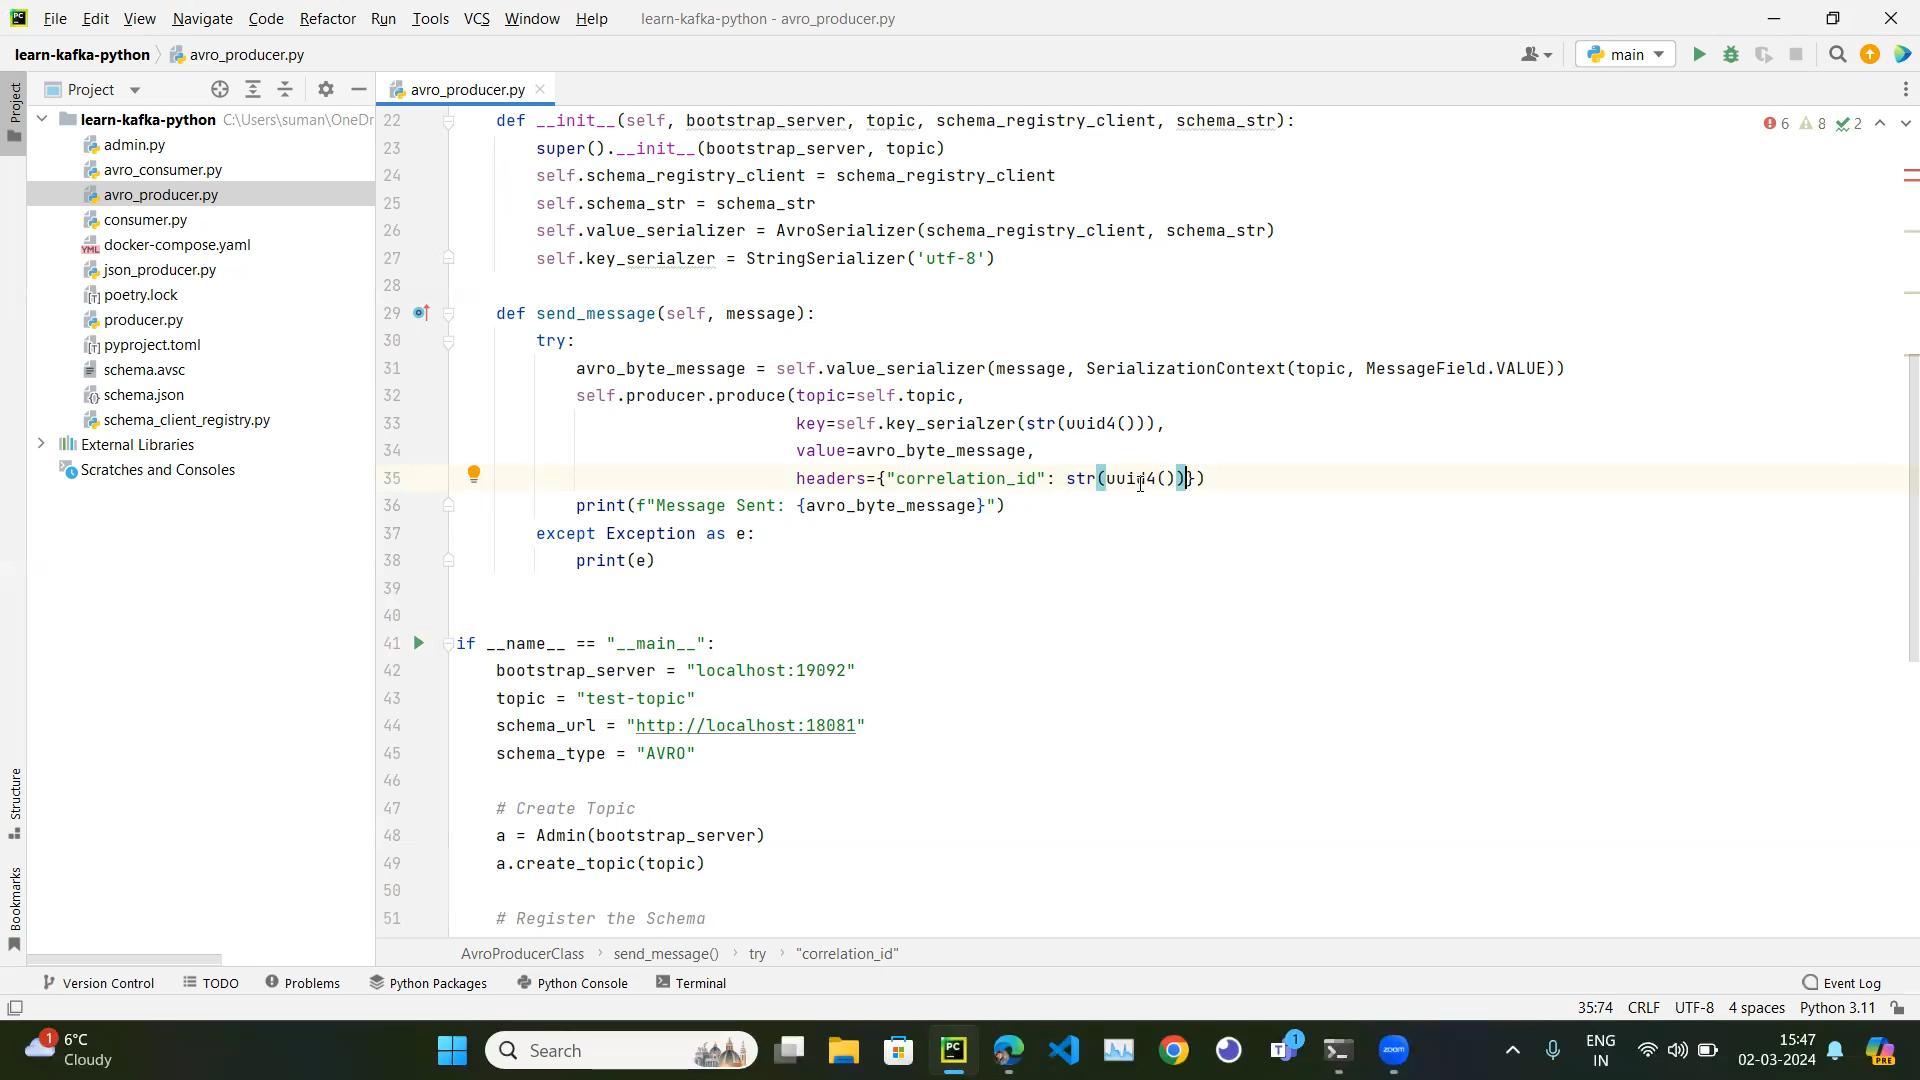 File Edit View Navigate Code Refactor Run Tools VCS Window Help learn-kafka-python - avro_producer.py
learn-kafka-python avro_producer.py main
Project
Project avro_producer.py
learn-kafka-python C:\Users\suman\OneDr
admin.py
avro_consumer.py
avro_producer.py
consumer.py
docker-compose.yaml
json_producer.py
poetry.lock
producer.py
pyproject.toml
schema.avsc
schema.json
schema_client_registry.py
External Libraries
Scratches and Consoles
Structure
Bookmarks
6 8 2
22 def __init__(self, bootstrap_server, topic, schema_registry_client, schema_str):
23 super().__init__(bootstrap_server, topic)
24 self.schema_registry_client = schema_registry_client
25 self.schema_str = schema_str
26 self.value_serializer = AvroSerializer(schema_registry_client, schema_str)
27 self.key_serialzer = StringSerializer('utf-8')
28
29 def send_message(self, message):
30 try:
31 avro_byte_message = self.value_serializer(message, SerializationContext(topic, MessageField.VALUE))
32 self.producer.produce(topic=self.topic,
33 key=self.key_serialzer(str(uuid4())),
34 value=avro_byte_message,
35 headers={"correlation_id": str(uuid4())})
36 print(f"Message Sent: {avro_byte_message}")
37 except Exception as e:
38 print(e)
39
40
41 if __name__ == "__main__":
42 bootstrap_server = "localhost:19092"
43 topic = "test-topic"
44 schema_url = "http://localhost:18081"
45 schema_type = "AVRO"
46
47 # Create Topic
48 a = Admin(bootstrap_server)
49 a.create_topic(topic)
50
51 # Register the Schema
AvroProducerClass send_message() try "correlation_id"
Version Control TODO Problems Python Packages Python Console Terminal Event Log
35:74 CRLF UTF-8 4 spaces Python 3.11
1 6°C
Cloudy
Search
PC
zoom
1
ENG
IN
15:47
02-03-2024
PRE